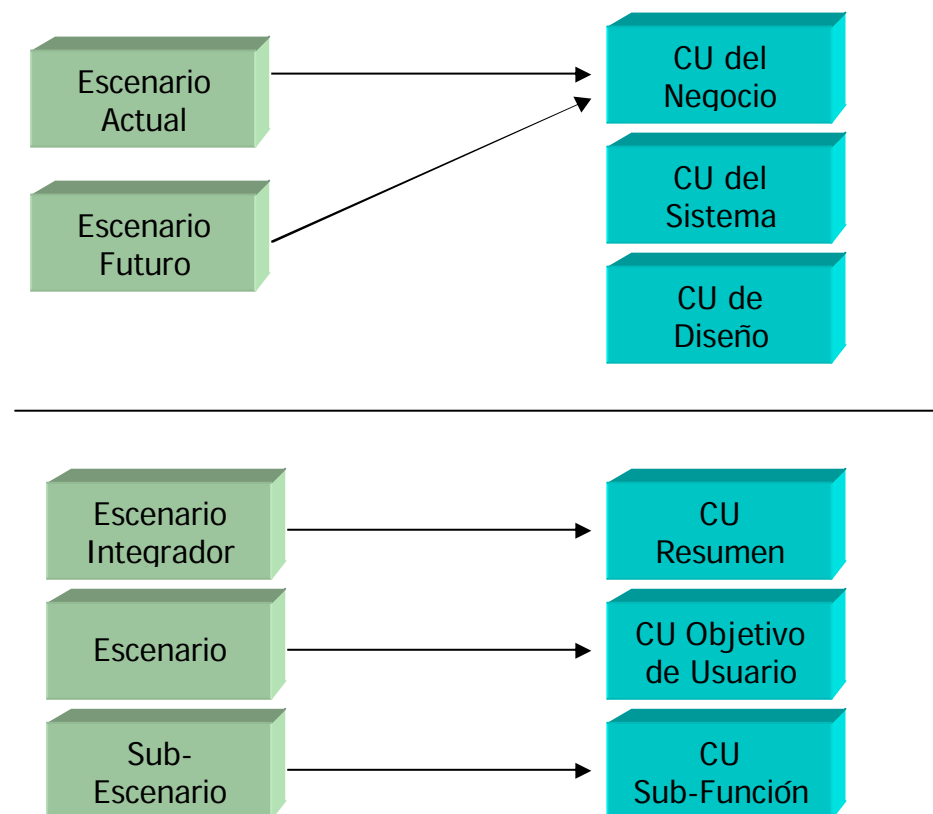 Escenario
Actual
CU del
Negocio
Escenario
Futuro
CU del
Sistema
CU de
Diseño
Escenario
Integrador
CU
Resumen
Escenario
CU Objetivo
de Usuario
Sub-
Escenario
CU
Sub-Función